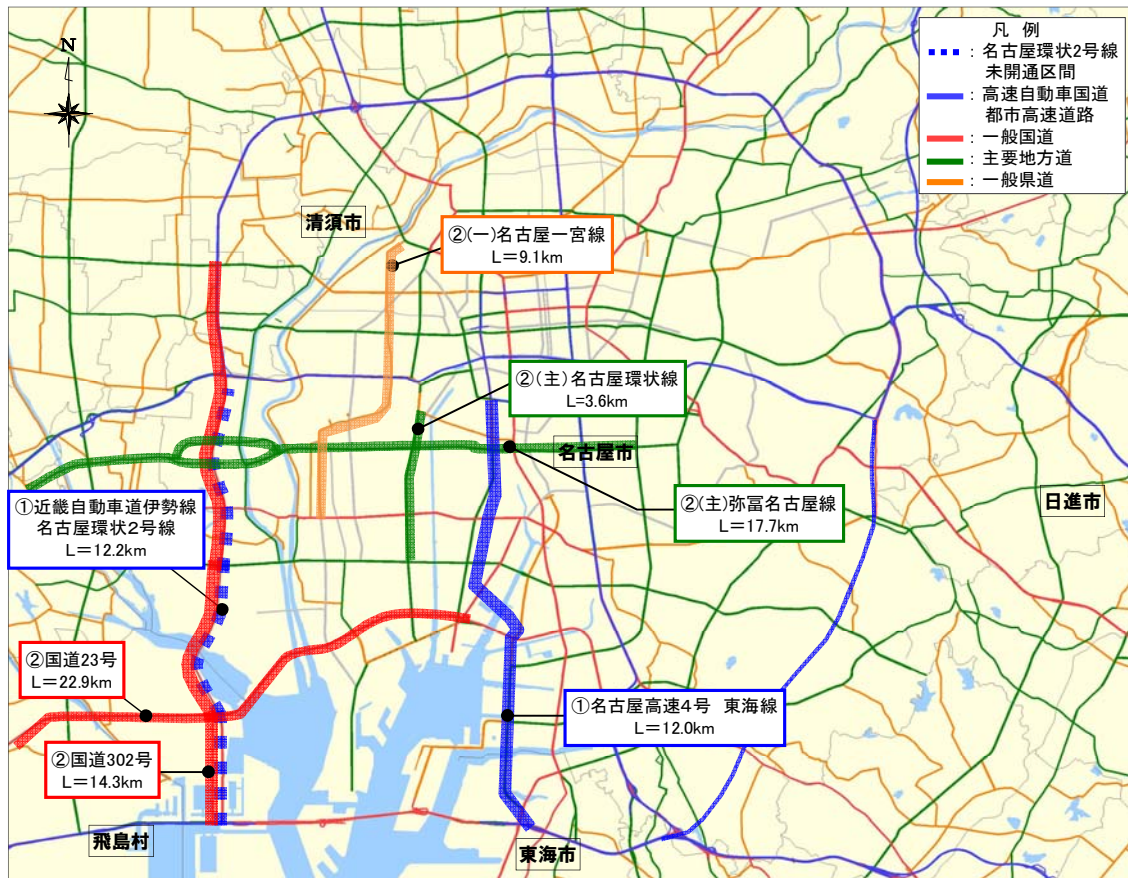 N
凡 例
: 名古屋環状2号線
未開通区間
: 高速自動車国道
都市高速道路
: 一般国道
: 主要地方道
: 一般県道
清須市
②(一)名古屋一宮線
L=9.1km
②(主)名古屋環状線
L=3.6km
名古屋市
①近畿自動車道伊勢線
名古屋環状2号線
L=12.2km
②(主)弥冨名古屋線
L=17.7km
日進市
②国道23号
L=22.9km
①名古屋高速4号 東海線
L=12.0km
②国道302号
L=14.3km
飛島村
東海市